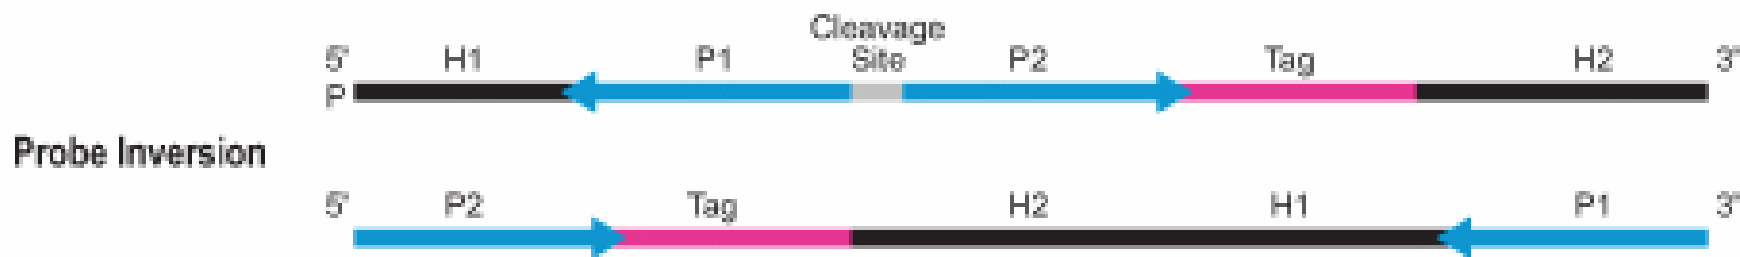 Cleavage
5' H1 P1 Site P2 Tag H2 3'
P
Probe Inversion
5' P2 Tag H2 H1 P1 3'